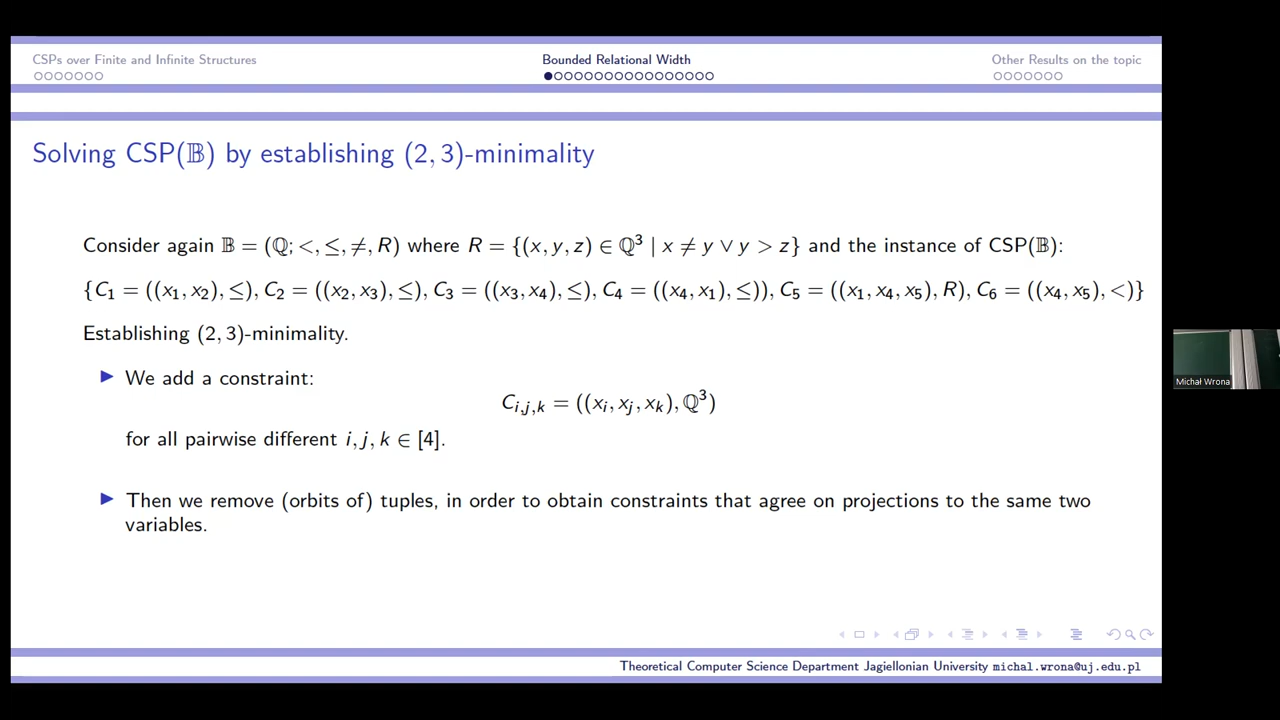 CSPs over Finite and Infinite Structures
Bounded Relational Width
Other Results on the topic
Solving CSP(𝔹) by establishing (2, 3)-minimality
Consider again 𝔹 = (ℚ; <, ≤, ≠, R) where R = {(x, y, z) ∈ ℚ³ | x ≠ y ∨ y > z} and the instance of CSP(𝔹):
{C₁ = ((x₁, x₂), ≤), C₂ = ((x₂, x₃), ≤), C₃ = ((x₃, x₄), ≤), C₄ = ((x₄, x₁), ≤)), C₅ = ((x₁, x₄, x₅), R), C₆ = ((x₄, x₅), <)}
Establishing (2, 3)-minimality.
▶ We add a constraint:
C_{i,j,k} = ((x_i, x_j, x_k), ℚ³)
for all pairwise different i, j, k ∈ [4].
▶ Then we remove (orbits of) tuples, in order to obtain constraints that agree on projections to the same two
variables.
Theoretical Computer Science Department Jagiellonian University michal.wrona@uj.edu.pl
Michał Wrona